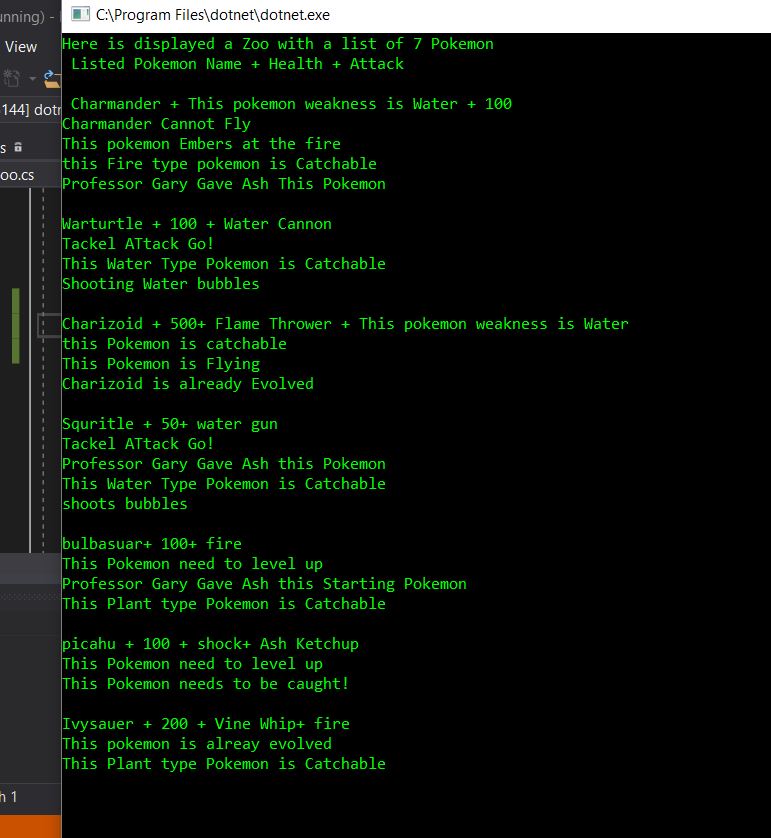 unning) -
C:\Program Files\dotnet\dotnet.exe
View
144] dotr
s
oo.cs
Here is displayed a Zoo with a list of 7 Pokemon
Listed Pokemon Name + Health + Attack
Charmander + This pokemon weakness is Water + 100
Charmander Cannot Fly
This pokemon Embers at the fire
this Fire type pokemon is Catchable
Professor Gary Gave Ash This Pokemon
Warturtle + 100 + Water Cannon
Tackel ATtack Go!
This Water Type Pokemon is Catchable
Shooting Water bubbles
Charizoid + 500+ Flame Thrower + This pokemon weakness is Water
this Pokemon is catchable
This Pokemon is Flying
Charizoid is already Evolved
Squritle + 50+ water gun
Tackel ATtack Go!
Professor Gary Gave Ash this Pokemon
This Water Type Pokemon is Catchable
shoots bubbles
bulbasuar+ 100+ fire
This Pokemon need to level up
Professor Gary Gave Ash this Starting Pokemon
This Plant type Pokemon is Catchable
picahu + 100 + shock+ Ash Ketchup
This Pokemon need to level up
This Pokemon needs to be caught!
Ivysauer + 200 + Vine Whip+ fire
This pokemon is alreay evolved
This Plant type Pokemon is Catchable
h 1